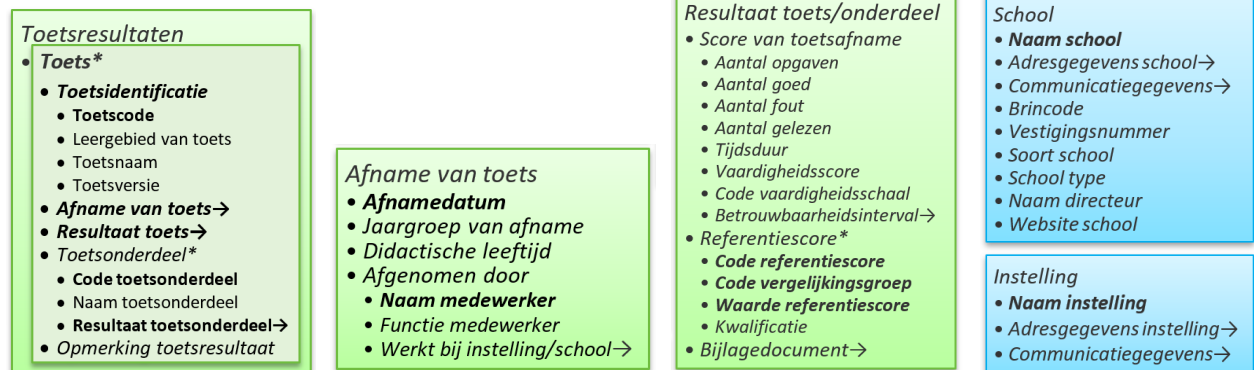 Toetsresultaten
• Toets*
• Toetsidentificatie
• Toetscode
• Leergebied van toets
• Toetsnaam
• Toetsversie
• Afname van toets→
• Resultaat toets→
• Toetsonderdeel*
• Code toetsonderdeel
• Naam toetsonderdeel
• Resultaat toetsonderdeel→
• Opmerking toetsresultaat
Afname van toets
• Afnamedatum
• Jaargroep van afname
• Didactische leeftijd
• Afgenomen door
• Naam medewerker
• Functie medewerker
• Werkt bij instelling/school→
Resultaat toets/onderdeel
• Score van toetsafname
• Aantal opgaven
• Aantal goed
• Aantal fout
• Aantal gelezen
• Tijdsduur
• Vaardigheidsscore
• Code vaardigheidsschaal
• Betrouwbaarheidsinterval→
• Referentiescore*
• Code referentiescore
• Code vergelijkingsgroep
• Waarde referentiescore
• Kwalificatie
• Bijlagedocument→
School
• Naam school
• Adresgegevens school→
• Communicatiegegevens→
• Brincode
• Vestigingsnummer
• Soort school
• School type
• Naam directeur
• Website school
Instelling
• Naam instelling
• Adresgegevens instelling→
• Communicatiegegevens→